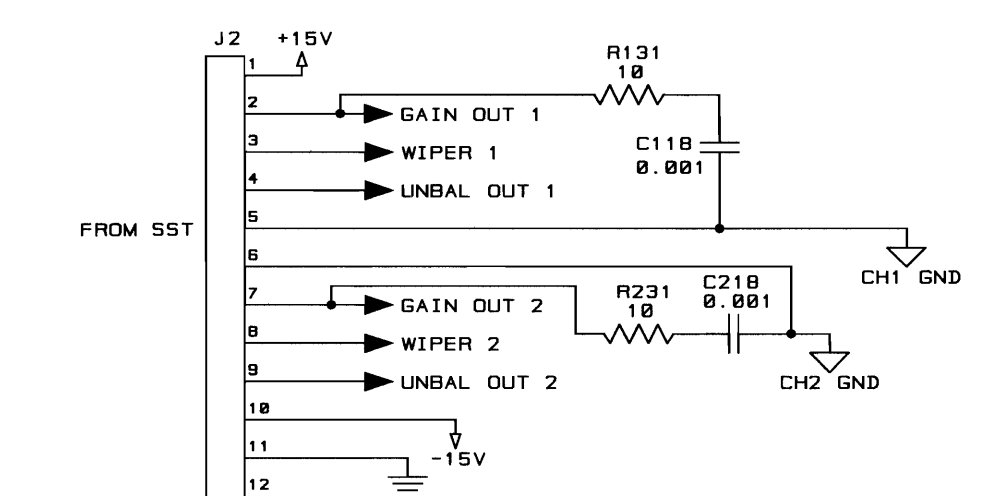 J2
+15V
R131
10
1
2
GAIN OUT 1
3
WIPER 1
C118
0.001
4
UNBAL OUT 1
5
FROM SST
6
CH1 GND
C218
0.001
R231
10
7
GAIN OUT 2
8
WIPER 2
9
UNBAL OUT 2
CH2 GND
10
-15V
11
12